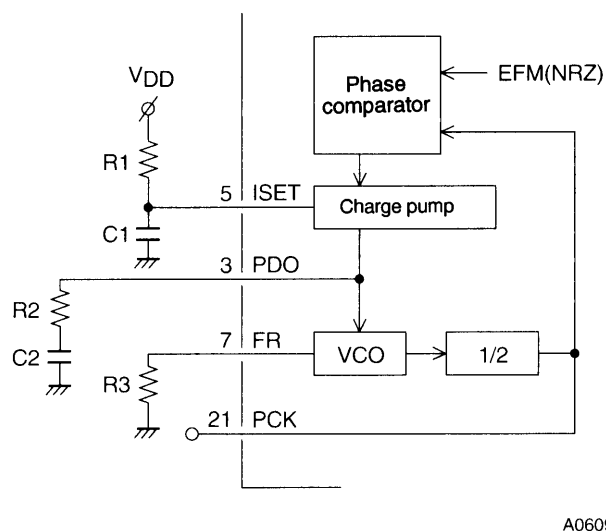 VDD
Phase
comparator
EFM(NRZ)
R1
5 ISET
Charge pump
C1
3 PDO
R2
7 FR
VCO
1/2
C2
R3
21 PCK